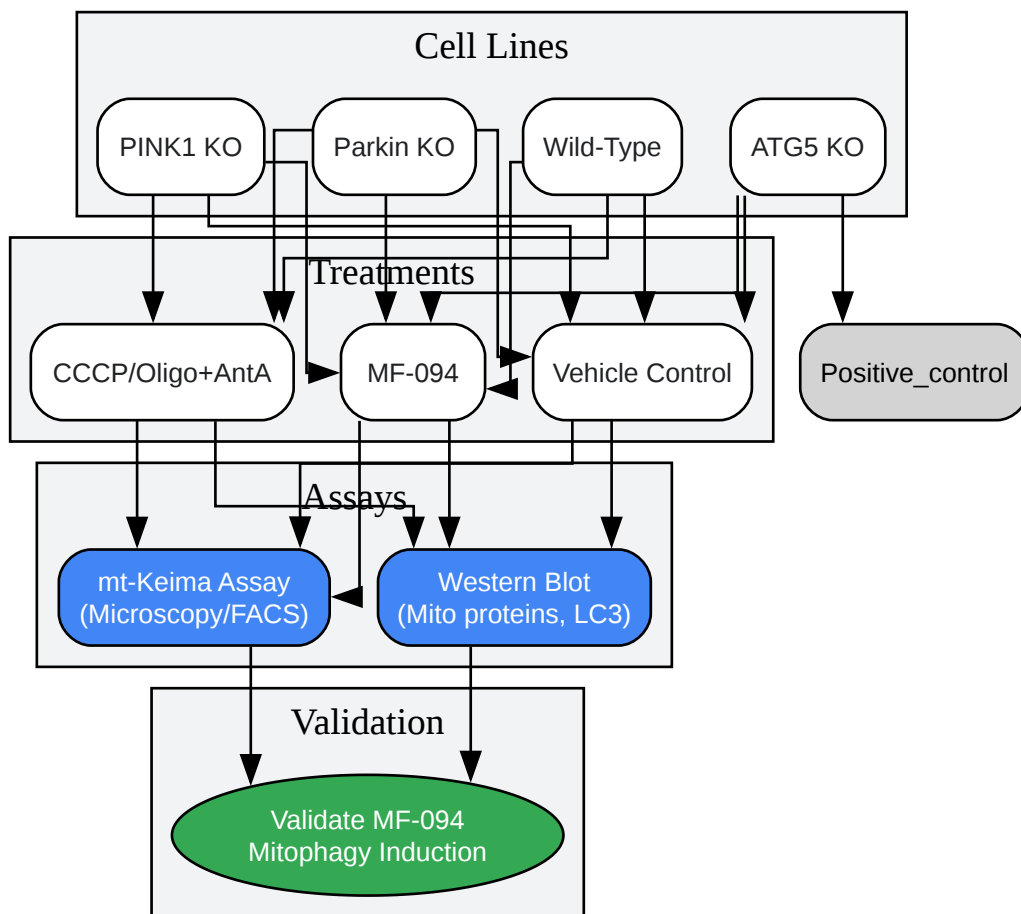 Cell Lines
PINK1 KO
Parkin KO
Wild-Type
ATG5 KO
Treatments
CCCP/Oligo+AntA
MF-094
Vehicle Control
Positive_control
Assays
mt-Keima Assay
(Microscopy/FACS)
Western Blot
(Mito proteins, LC3)
Validation
Validate MF-094
Mitophagy Induction